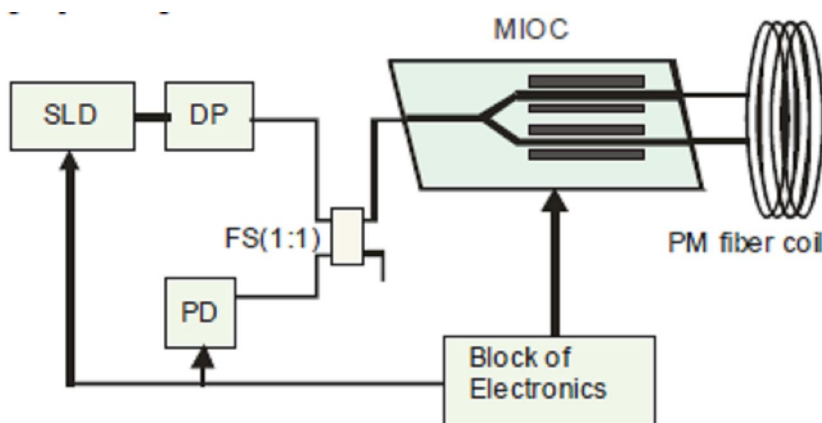 MIOC
SLD
DP
FS(1:1)
PM fiber coil
PD
Block of
Electronics